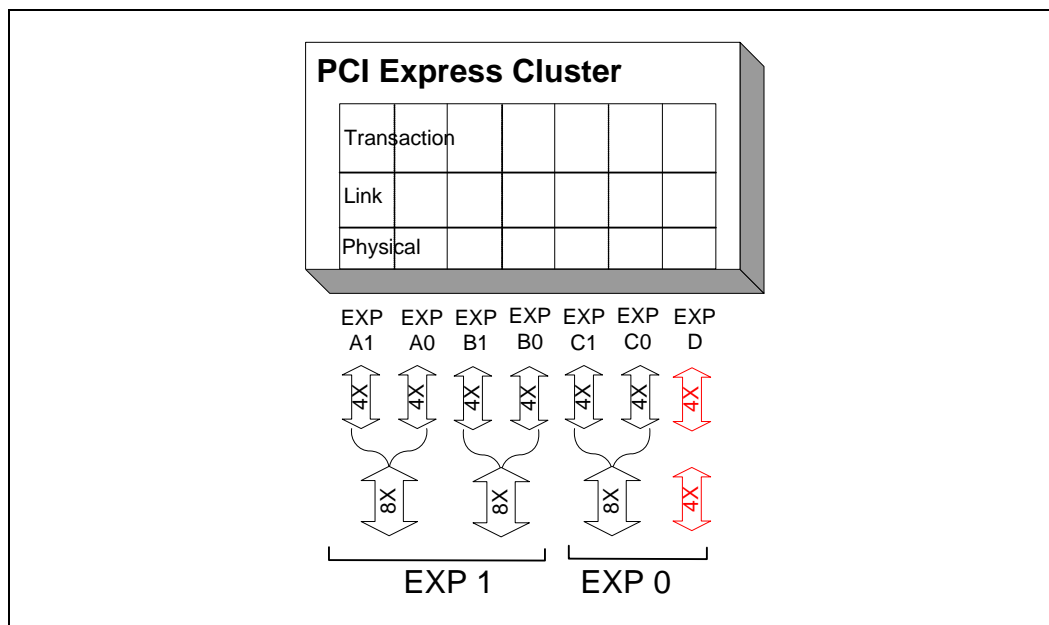 PCI Express Cluster
Transaction
Link
Physical
EXP A1
EXP A0
EXP B1
EXP B0
EXP C1
EXP C0
EXP D
4X
4X
4X
4X
4X
4X
4X
8X
8X
8X
4X
EXP 1
EXP 0